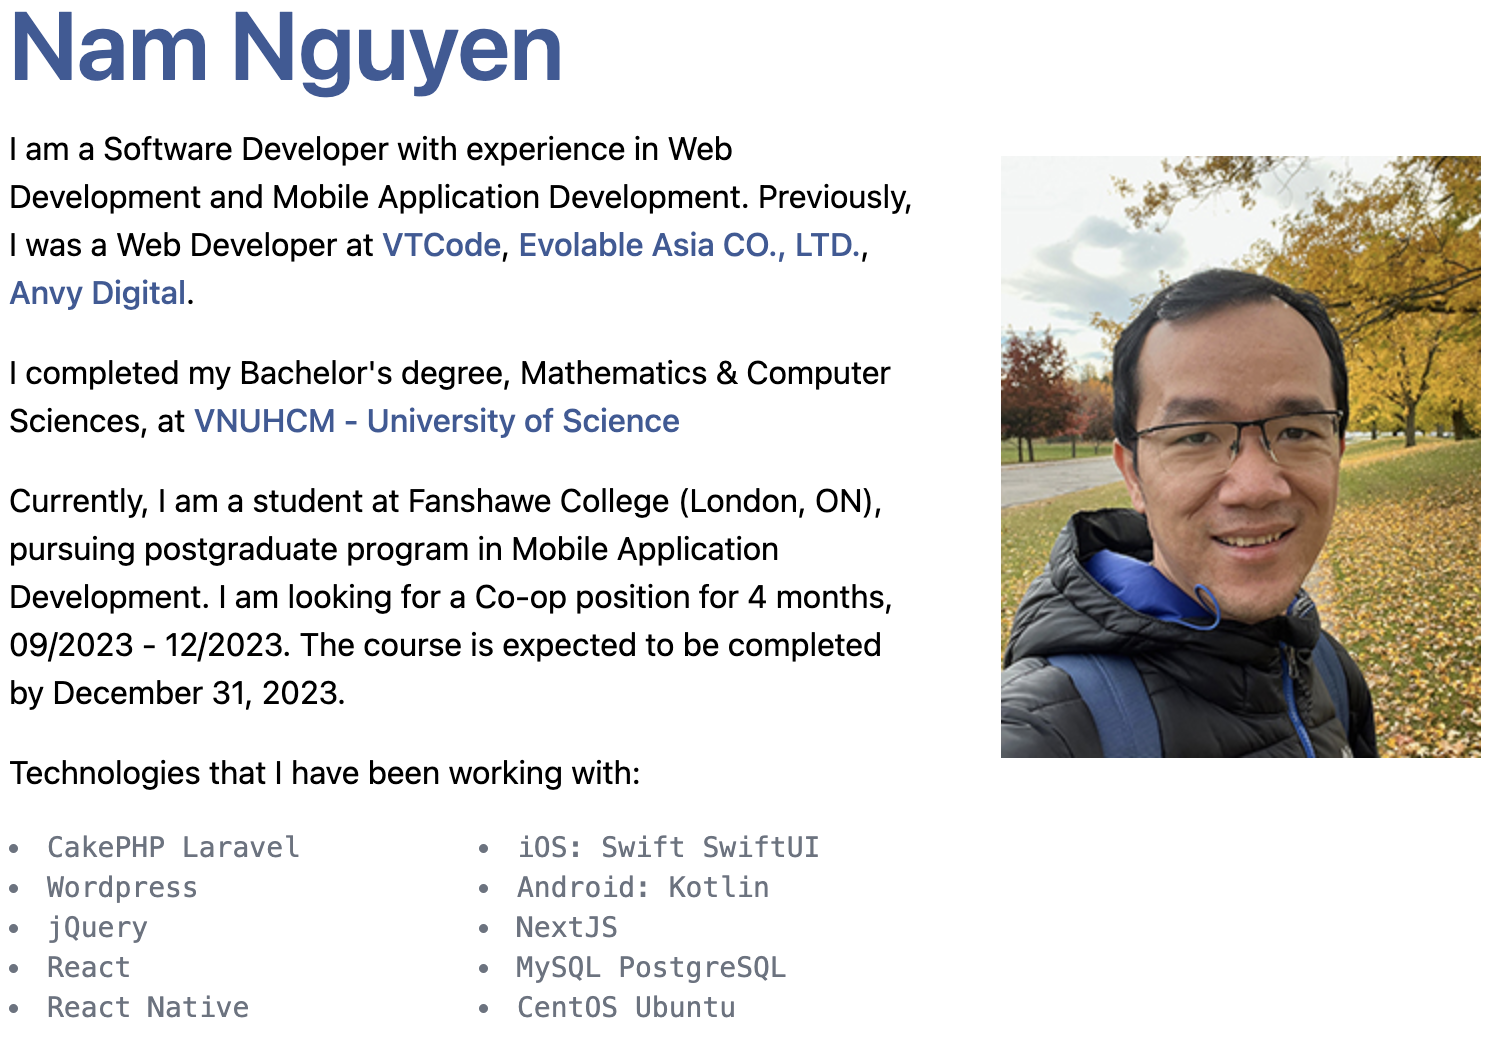 Nam Nguyen
I am a Software Developer with experience in Web
Development and Mobile Application Development. Previously,
I was a Web Developer at VTCode, Evolable Asia CO., LTD.,
Anvy Digital.
I completed my Bachelor's degree, Mathematics & Computer
Sciences, at VNUHCM - University of Science
Currently, I am a student at Fanshawe College (London, ON),
pursuing postgraduate program in Mobile Application
Development. I am looking for a Co-op position for 4 months,
09/2023 - 12/2023. The course is expected to be completed
by December 31, 2023.
Technologies that I have been working with:
• CakePHP Laravel
• Wordpress
• jQuery
• React
• React Native
• iOS: Swift SwiftUI
• Android: Kotlin
• NextJS
• MySQL PostgreSQL
• CentOS Ubuntu